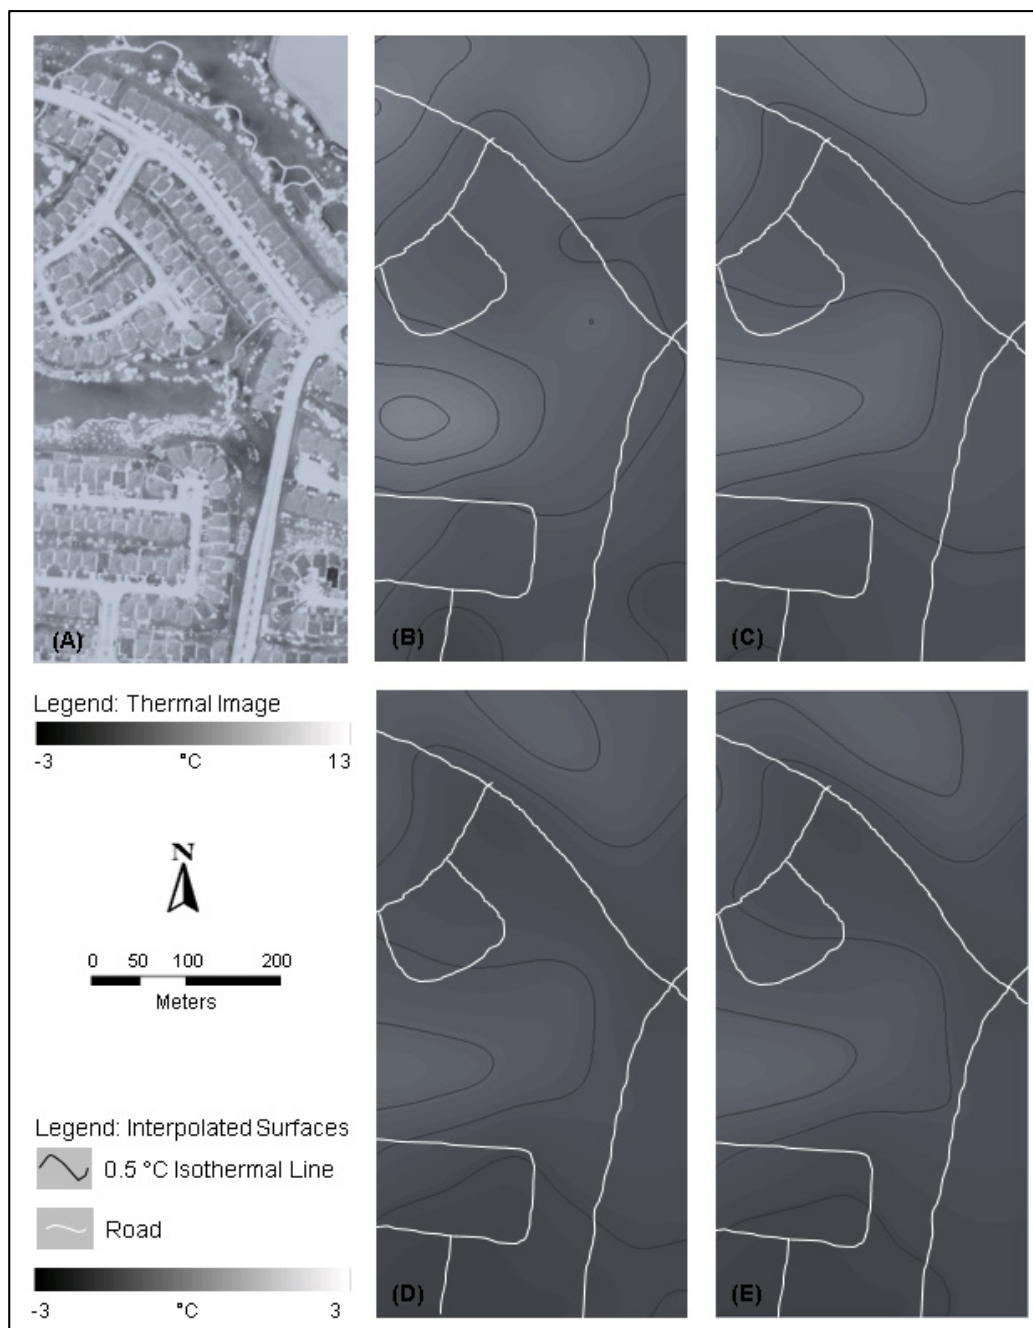 (A)
(B)
(C)
Legend: Thermal Image
-3 °C 13
N
0 50 100 200
Meters
Legend: Interpolated Surfaces
0.5 °C Isothermal Line
Road
-3 °C 3
(D)
(E)